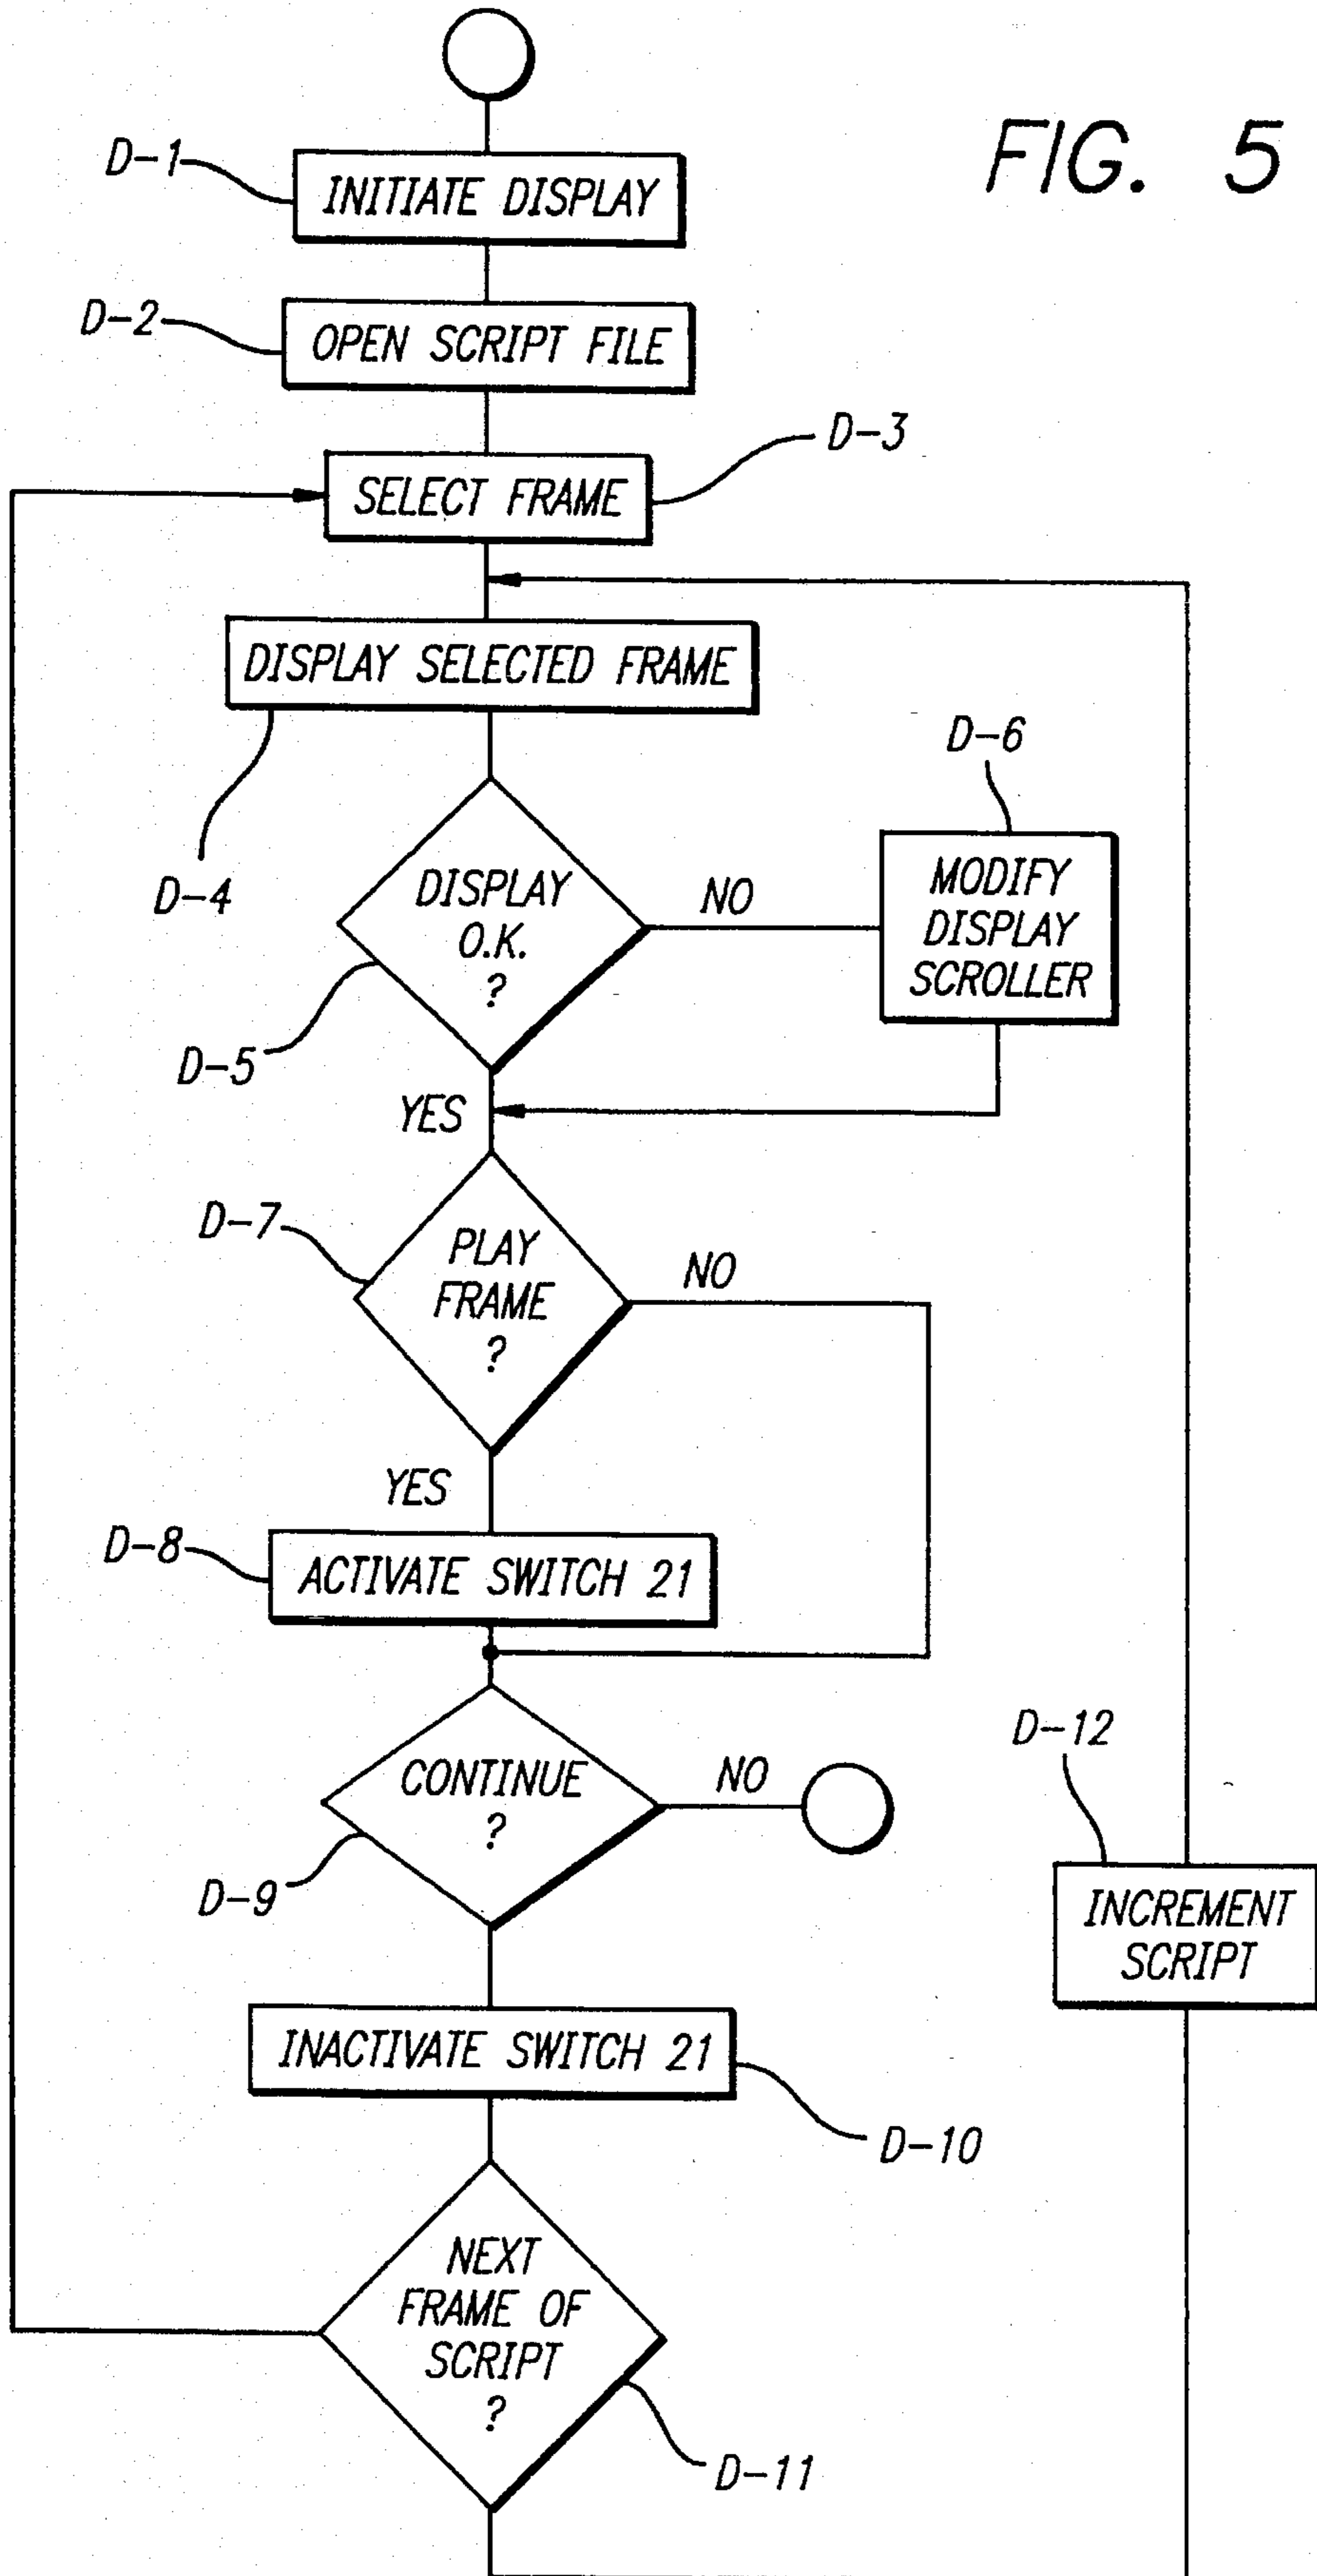 FIG. 5
D-1
INITIATE DISPLAY
D-2
OPEN SCRIPT FILE
D-3
SELECT FRAME
DISPLAY SELECTED FRAME
D-4
D-6
MODIFY
DISPLAY
SCROLLER
DISPLAY
O.K.
?
NO
D-5
YES
D-7
PLAY
FRAME
?
NO
YES
D-8
ACTIVATE SWITCH 21
CONTINUE
?
NO
D-9
D-12
INCREMENT
SCRIPT
INACTIVATE SWITCH 21
D-10
NEXT
FRAME OF
SCRIPT
?
D-11